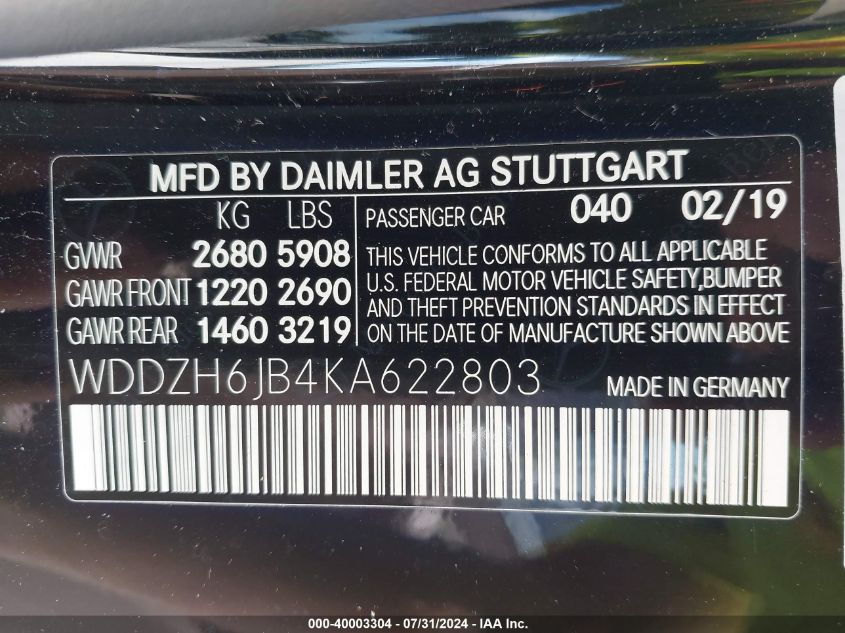 MFD BY DAIMLER AG STUTTGART
KG LBS
GVWR 2680 5908
GAWR FRONT 1220 2690
GAWR REAR 1460 3219
PASSENGER CAR 040 02/19
THIS VEHICLE CONFORMS TO ALL APPLICABLE
U.S. FEDERAL MOTOR VEHICLE SAFETY,BUMPER
AND THEFT PREVENTION STANDARDS IN EFFECT
ON THE DATE OF MANUFACTURE SHOWN ABOVE
WDDZH6JB4KA622803 MADE IN GERMANY
000-40003304 - 07/31/2024 - IAA Inc.